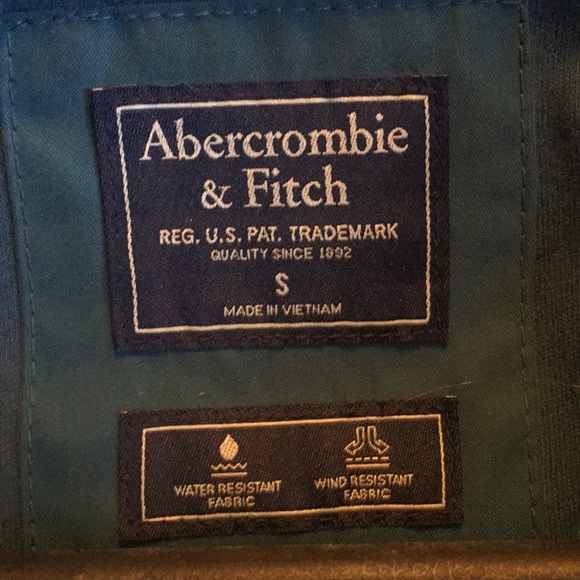 Abercrombie
& Fitch
REG. U.S. PAT. TRADEMARK
QUALITY SINCE 1892
S
MADE IN VIETNAM
WATER RESISTANT
FABRIC
WIND RESISTANT
FABRIC